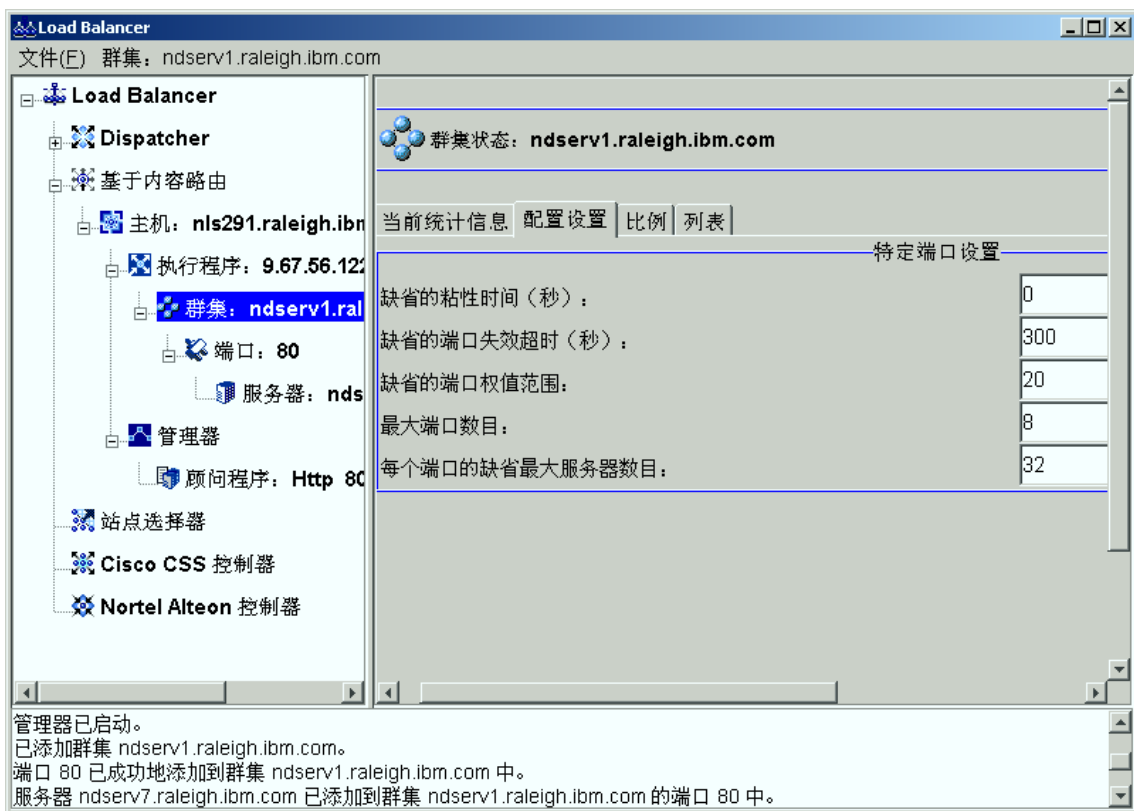 Load Balancer
文件(F) 群集：ndserv1.raleigh.ibm.com
Load Balancer
Dispatcher
基于内容路由
主机：nls291.raleigh.ibm
执行程序：9.67.56.122
群集：ndserv1.ral
端口：80
服务器：nds
管理器
顾问程序：Http 80
站点选择器
Cisco CSS 控制器
Nortel Alteon 控制器
群集状态：ndserv1.raleigh.ibm.com
当前统计信息 配置设置 比例 列表
特定端口设置
缺省的粘性时间（秒）： 0
缺省的端口失效超时（秒）： 300
缺省的端口权值范围： 20
最大端口数目： 8
每个端口的缺省最大服务器数目： 32
管理器已启动。
已添加群集 ndserv1.raleigh.ibm.com。
端口 80 已成功地添加到群集 ndserv1.raleigh.ibm.com 中。
服务器 ndserv7.raleigh.ibm.com 已添加到群集 ndserv1.raleigh.ibm.com 的端口 80 中。